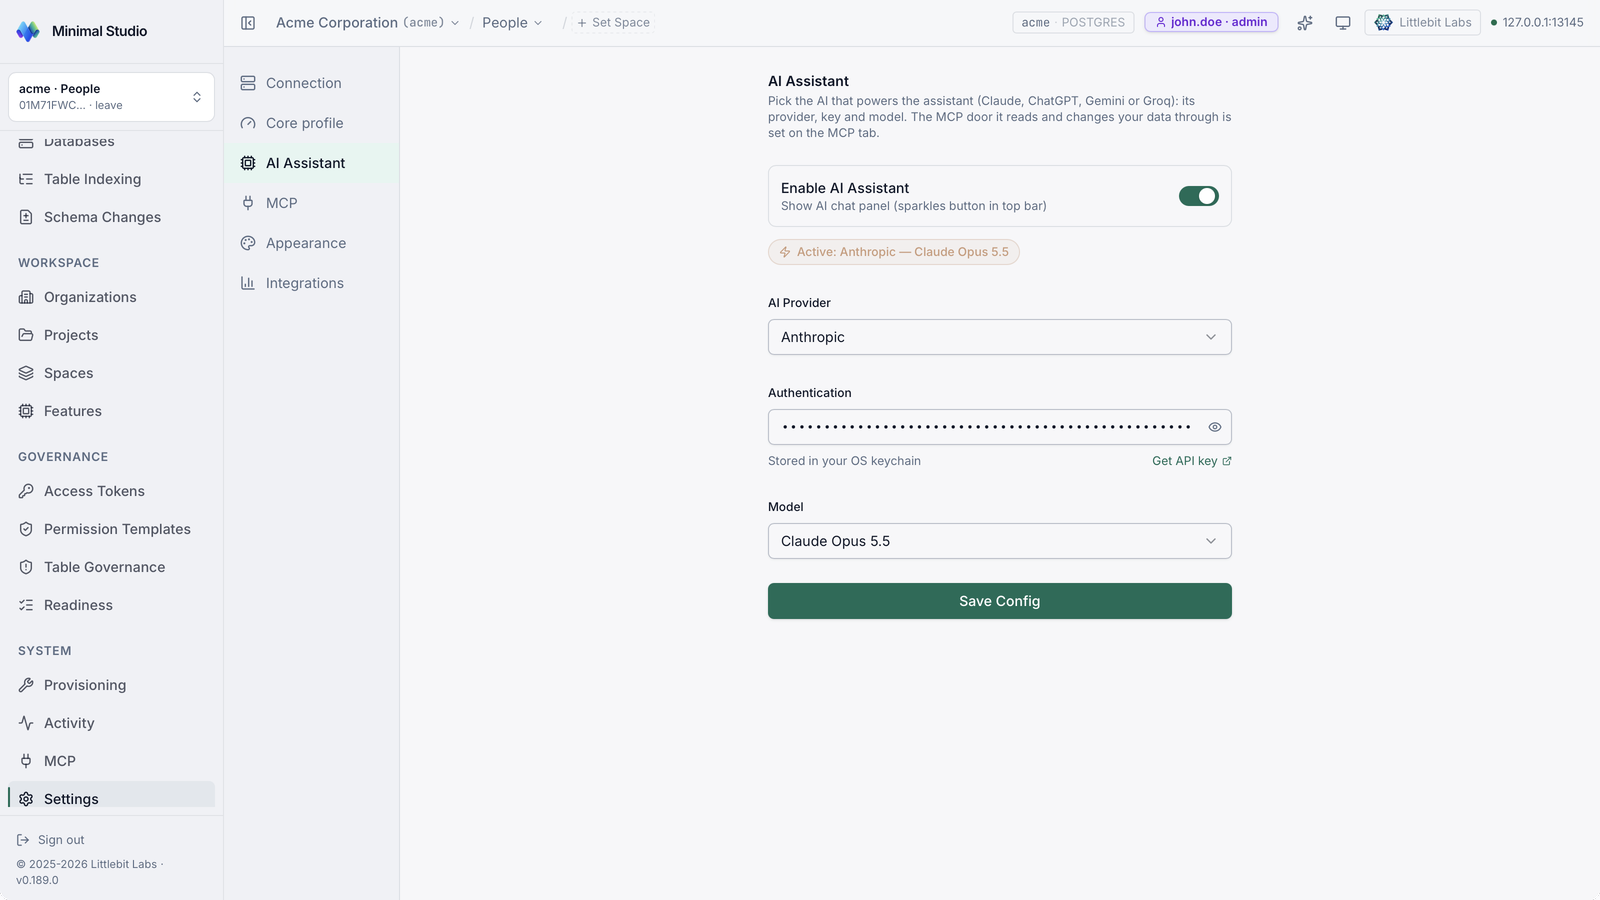 Minimal Studio
acme · People
01M71FWC... · leave
Databases
Table Indexing
Schema Changes
WORKSPACE
Organizations
Projects
Spaces
Features
GOVERNANCE
Access Tokens
Permission Templates
Table Governance
Readiness
SYSTEM
Provisioning
Activity
MCP
Settings
Sign out
© 2025-2026 Littlebit Labs ·
v0.189.0
Acme Corporation (acme) / People / + Set Space
acme · POSTGRES
john.doe · admin
Littlebit Labs
127.0.0.1:13145
Connection
Core profile
AI Assistant
MCP
Appearance
Integrations
AI Assistant
Pick the AI that powers the assistant (Claude, ChatGPT, Gemini or Groq): its
provider, key and model. The MCP door it reads and changes your data through is
set on the MCP tab.
Enable AI Assistant
Show AI chat panel (sparkles button in top bar)
Active: Anthropic — Claude Opus 5.5
AI Provider
Anthropic
Authentication
Stored in your OS keychain
Get API key
Model
Claude Opus 5.5
Save Config